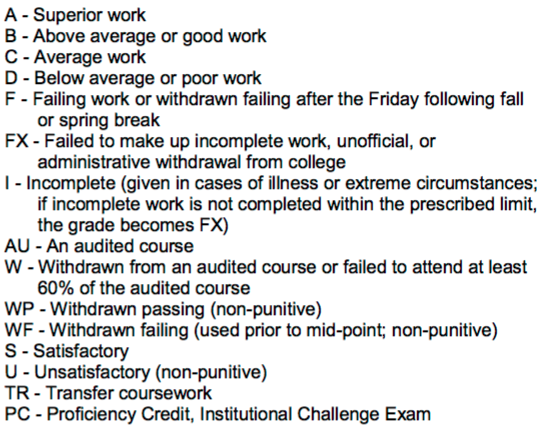 A - Superior work
B - Above average or good work
C - Average work
D - Below average or poor work
F - Failing work or withdrawn failing after the Friday following fall
or spring break
FX - Failed to make up incomplete work, unofficial, or
administrative withdrawal from college
I - Incomplete (given in cases of illness or extreme circumstances;
if incomplete work is not completed within the prescribed limit,
the grade becomes FX)
AU - An audited course
W - Withdrawn from an audited course or failed to attend at least
60% of the audited course
WP - Withdrawn passing (non-punitive)
WF - Withdrawn failing (used prior to mid-point; non-punitive)
S - Satisfactory
U - Unsatisfactory (non-punitive)
TR - Transfer coursework
PC - Proficiency Credit, Institutional Challenge Exam